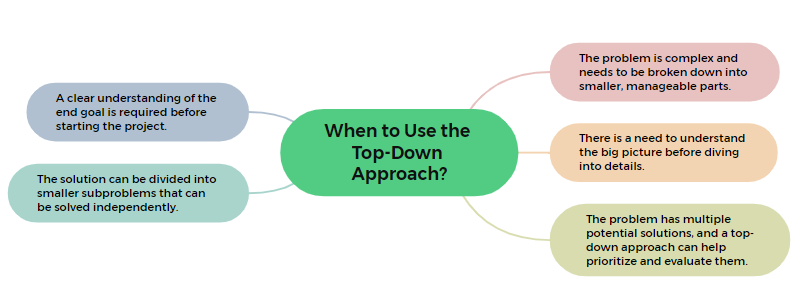 When to Use the
Top-Down
Approach?
A clear understanding of the
end goal is required before
starting the project.
The solution can be divided into
smaller subproblems that can
be solved independently.
The problem is complex and
needs to be broken down into
smaller, manageable parts.
There is a need to understand
the big picture before diving
into details.
The problem has multiple
potential solutions, and a top-
down approach can help
prioritize and evaluate them.